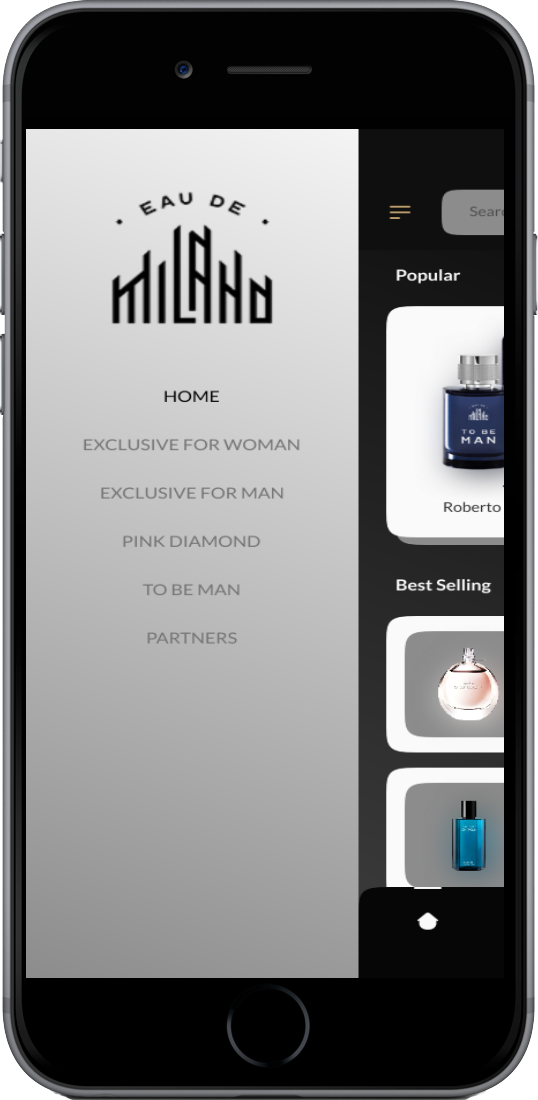 • EAU DE •
MILANO
HOME
EXCLUSIVE FOR WOMAN
EXCLUSIVE FOR MAN
PINK DIAMOND
TO BE MAN
PARTNERS
Sear
Popular
TO BE
MAN
Roberto
Best Selling